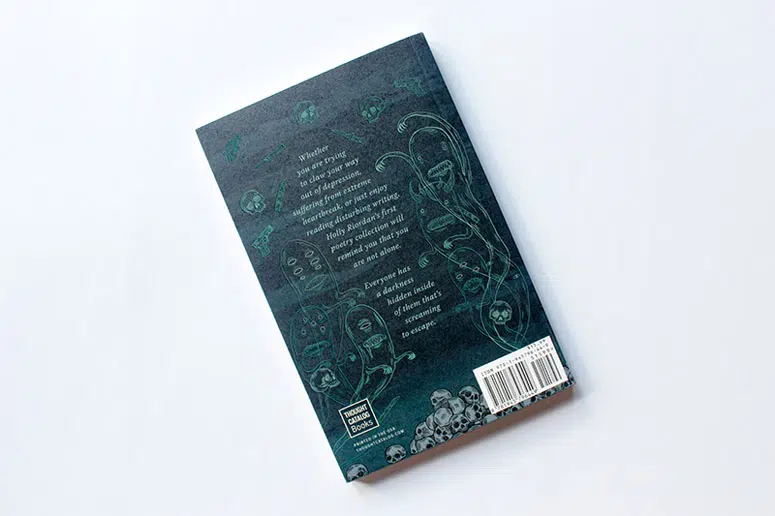 Whether
you are trying
to claw your way
out of depression,
suffering from extreme
heartbreak, or just enjoy
reading disturbing writing,
Holly Riordan's first
poetry collection will
remind you that you
are not alone.
Everyone has
a darkness
hidden inside
of them that's
screaming
to escape.
THOUGHT
CATALOG
Books
PRINTED IN THE USA
THOUGHTCATALOG.COM
ISBN